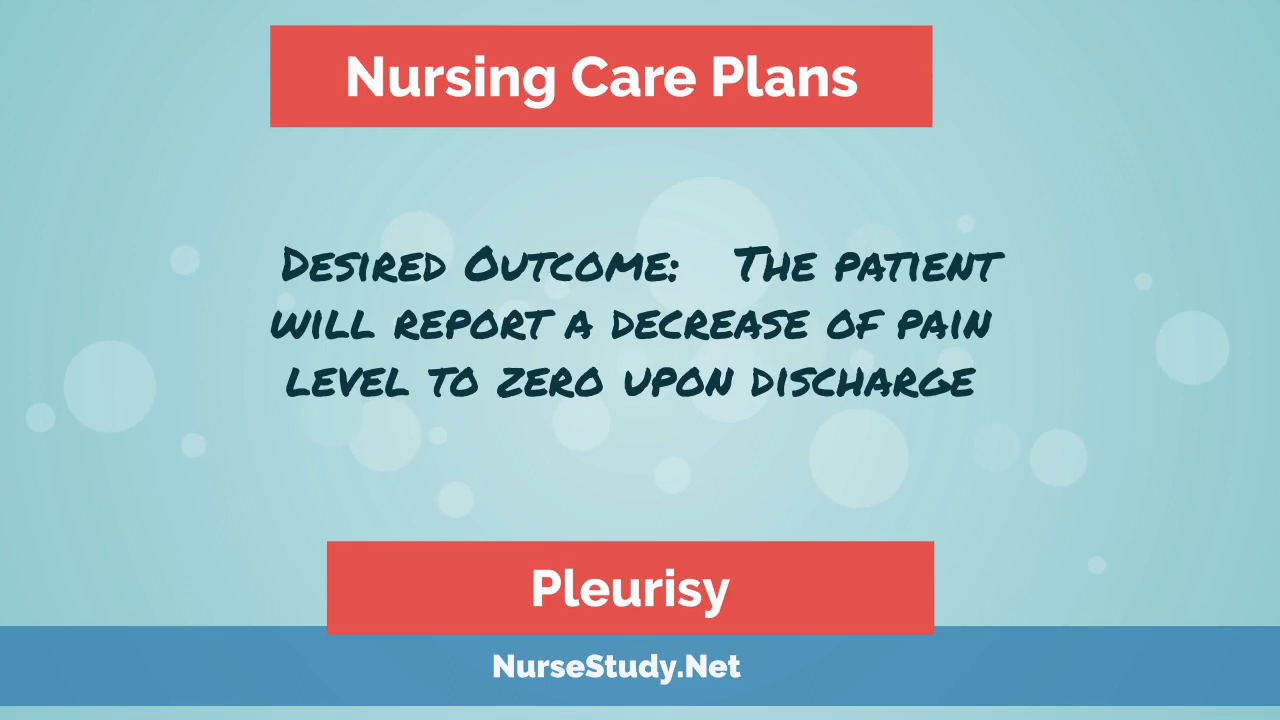 Nursing Care Plans
Desired Outcome: The patient
will report a decrease of pain
level to zero upon discharge
Pleurisy
NurseStudy.Net